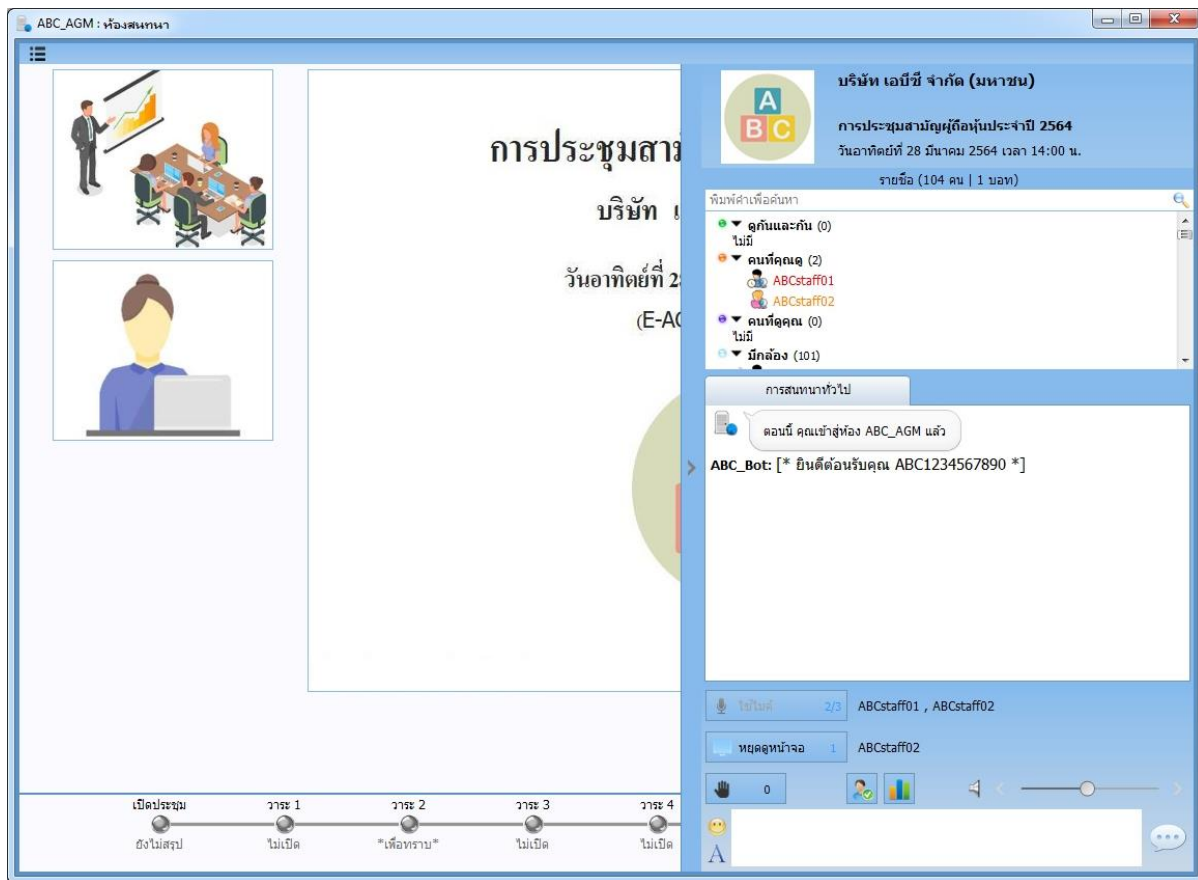 ABC_AGM : ห้องสนทนา
การประชุมสามั
บริษัท เ
วันอาทิตย์ที่ 2
(E-AG
A
B C
บริษัท เอบีซี จำกัด (มหาชน)
การประชุมสามัญผู้ถือหุ้นประจำปี 2564
วันอาทิตย์ที่ 28 มีนาคม 2564 เวลา 14:00 น.
รายชื่อ (104 คน | 1 บอท)
พิมพ์คำเพื่อค้นหา
ดูกันและกัน (0)
ไม่มี
คนที่คุณดู (2)
ABCstaff01
ABCstaff02
คนที่ดูคุณ (0)
ไม่มี
มีกล้อง (101)
การสนทนาทั่วไป
ตอนนี้ คุณเข้าสู่ห้อง ABC_AGM แล้ว
ABC_Bot: [* ยินดีต้อนรับคุณ ABC1234567890 *]
ใช้ไมค์ 2/3 ABCstaff01 , ABCstaff02
หยุดดูหน้าจอ 1 ABCstaff02
0
A
เปิดประชุม วาระ 1 วาระ 2 วาระ 3 วาระ 4
ยังไม่สรุป ไม่เปิด *เพื่อทราบ* ไม่เปิด ไม่เปิด